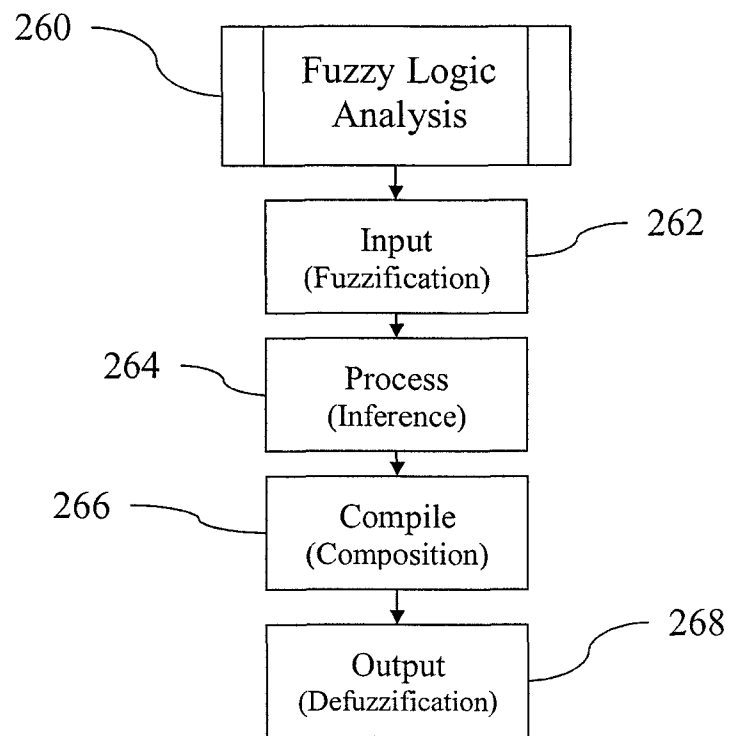 260
Fuzzy Logic
Analysis
262
Input
(Fuzzification)
264
Process
(Inference)
266
Compile
(Composition)
268
Output
(Defuzzification)